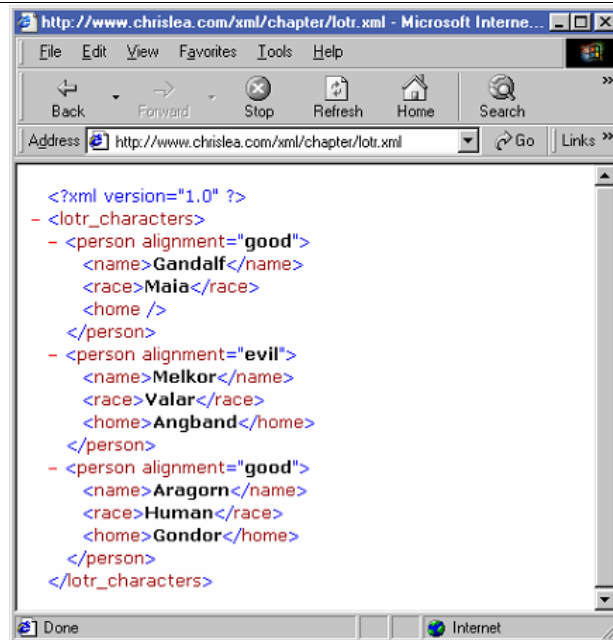 http://www.chrislea.com/xml/chapter/lotr.xml - Microsoft Interne...
File Edit View Favorites Tools Help
Back Forward Stop Refresh Home Search »
Address http://www.chrislea.com/xml/chapter/lotr.xml Go Links »
<?xml version="1.0" ?>
- <lotr_characters>
- <person alignment="good">
<name>Gandalf</name>
<race>Maia</race>
<home />
</person>
- <person alignment="evil">
<name>Melkor</name>
<race>Valar</race>
<home>Angband</home>
</person>
- <person alignment="good">
<name>Aragorn</name>
<race>Human</race>
<home>Gondor</home>
</person>
</lotr_characters>
Done Internet